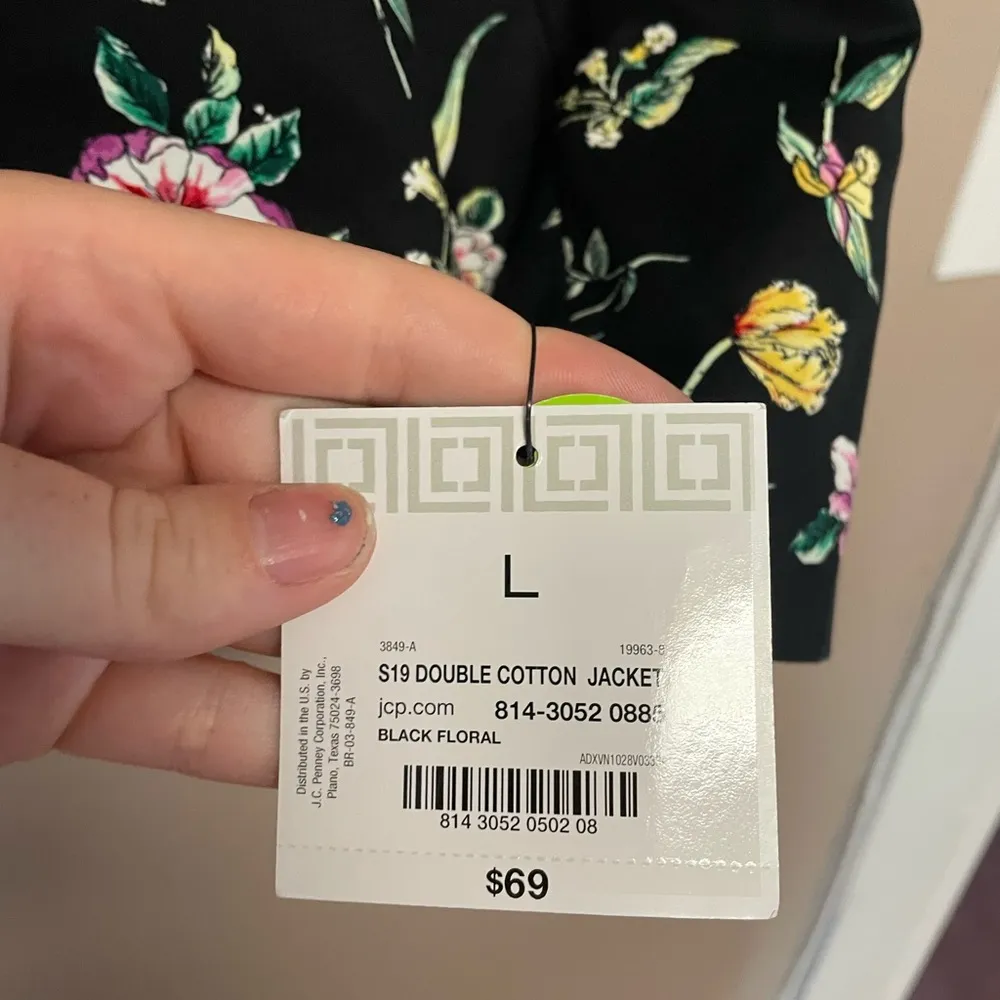 L
3849-A
19963-8
S19 DOUBLE COTTON JACKET
jcp.com 814-3052 0885
BLACK FLORAL
ADXVN1028V033
814 3052 0502 08
$69
Distributed in the U.S. by
J.C. Penney Corporation, Inc.,
Plano, Texas 75024-3698
BR-03-849-A